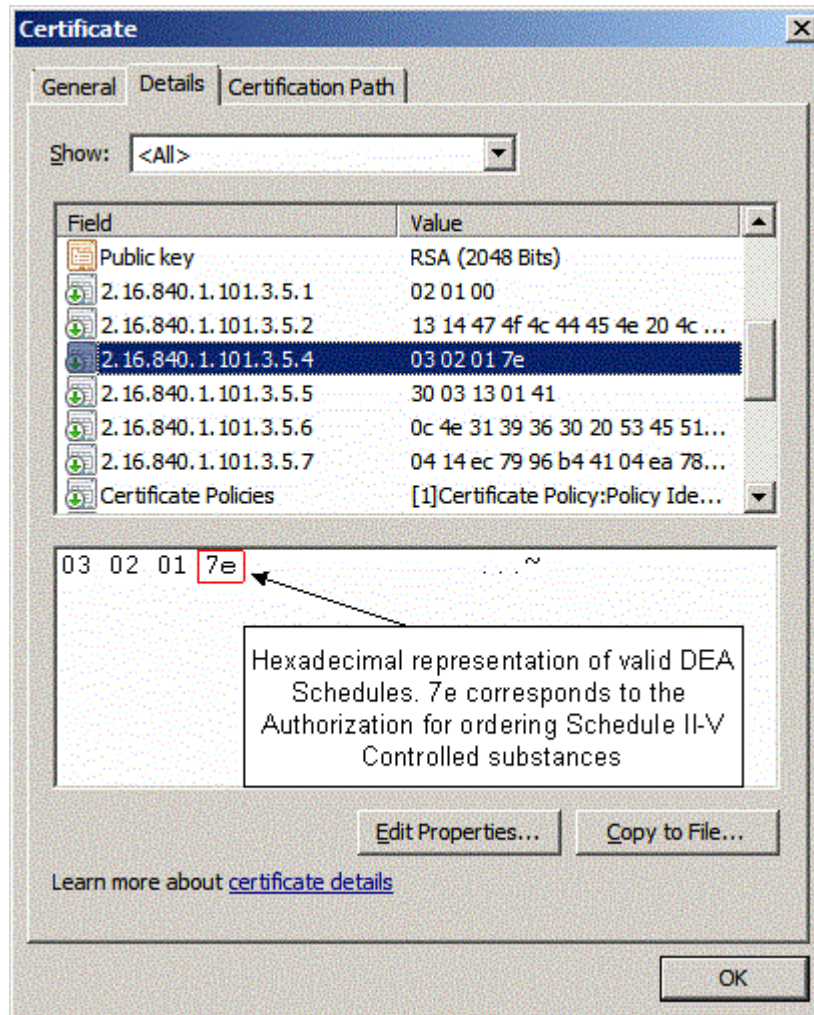 Certificate
General Details Certification Path
Show: <All>
Field Value
Public key RSA (2048 Bits)
2.16.840.1.101.3.5.1 02 01 00
2.16.840.1.101.3.5.2 13 14 47 4f 4c 44 45 4e 20 4c ...
2.16.840.1.101.3.5.4 03 02 01 7e
2.16.840.1.101.3.5.5 30 03 13 01 41
2.16.840.1.101.3.5.6 0c 4e 31 39 36 30 20 53 45 51...
2.16.840.1.101.3.5.7 04 14 ec 79 96 b4 41 04 ea 78...
Certificate Policies [1]Certificate Policy:Policy Ide...
03 02 01 7e ...~
Hexadecimal representation of valid DEA
Schedules. 7e corresponds to the
Authorization for ordering Schedule II-V
Controlled substances
Edit Properties... Copy to File...
Learn more about certificate details
OK